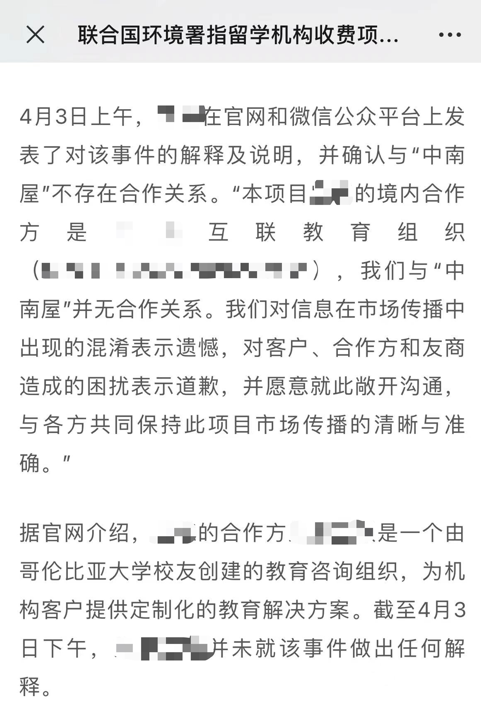 联合国环境署指留学机构收费项...
4月3日上午，在官网和微信公众平台上发
表了对该事件的解释及说明，并确认与“中南
屋”不存在合作关系。“本项目的境内合作
方是互联教育组织
（），我们与“中
南屋”并无合作关系。我们对信息在市场传播中
出现的混淆表示遗憾，对客户、合作方和友商
造成的困扰表示道歉，并愿意就此敞开沟通，
与各方共同保持此项目市场传播的清晰与准
确。”
据官网介绍，的合作方是一个由
哥伦比亚大学校友创建的教育咨询组织，为机
构客户提供定制化的教育解决方案。截至4月3
日下午，并未就该事件做出任何解
释。